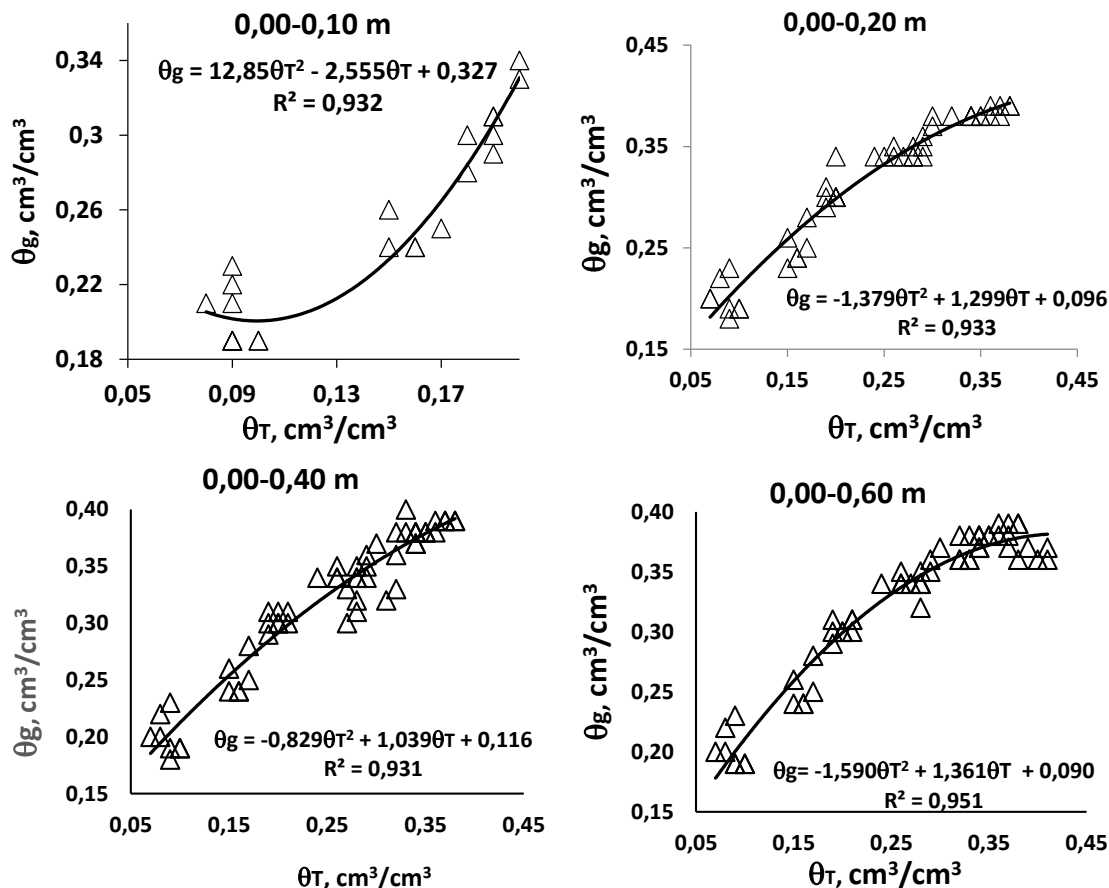 0,00-0,10 m
θg = 12,85θT² - 2,555θT + 0,327
R² = 0,932
θg, cm³/cm³
0,34
0,3
0,26
0,22
0,18
0,05
0,09
0,13
0,17
θT, cm³/cm³
0,00-0,20 m
θg, cm³/cm³
0,45
0,35
0,25
0,15
θg = -1,379θT² + 1,299θT + 0,096
R² = 0,933
0,05
0,15
0,25
0,35
0,45
θT, cm³/cm³
0,00-0,40 m
θg, cm³/cm³
0,40
0,35
0,30
0,25
0,20
0,15
θg = -0,829θT² + 1,039θT + 0,116
R² = 0,931
0,05
0,15
0,25
0,35
0,45
θT, cm³/cm³
0,00-0,60 m
θg, cm³/cm³
0,40
0,35
0,30
0,25
0,20
0,15
θg= -1,590θT² + 1,361θT + 0,090
R² = 0,951
0,05
0,15
0,25
0,35
0,45
θT, cm³/cm³